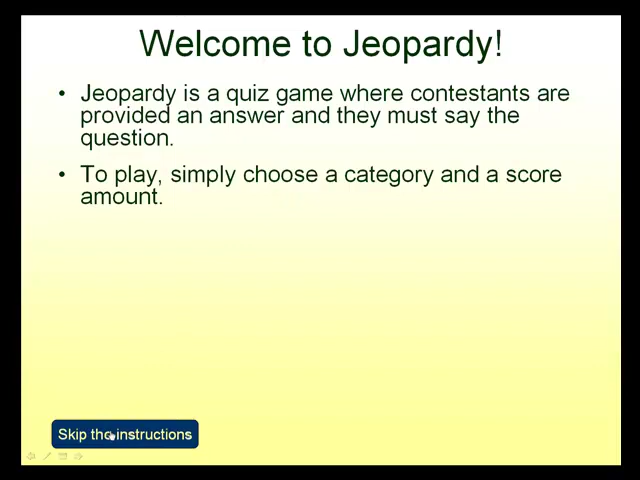 Welcome to Jeopardy!
• Jeopardy is a quiz game where contestants are
provided an answer and they must say the
question.
• To play, simply choose a category and a score
amount.
Skip the instructions